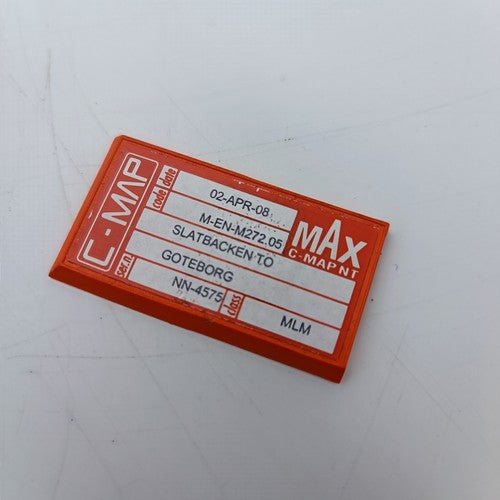 C-MAP
date
02-APR-08
code
M-EN-M272.05
MAX
C-MAP NT
SLATBACKEN TO
GOTEBORG
ser.n.
NN-4575
class
MLM